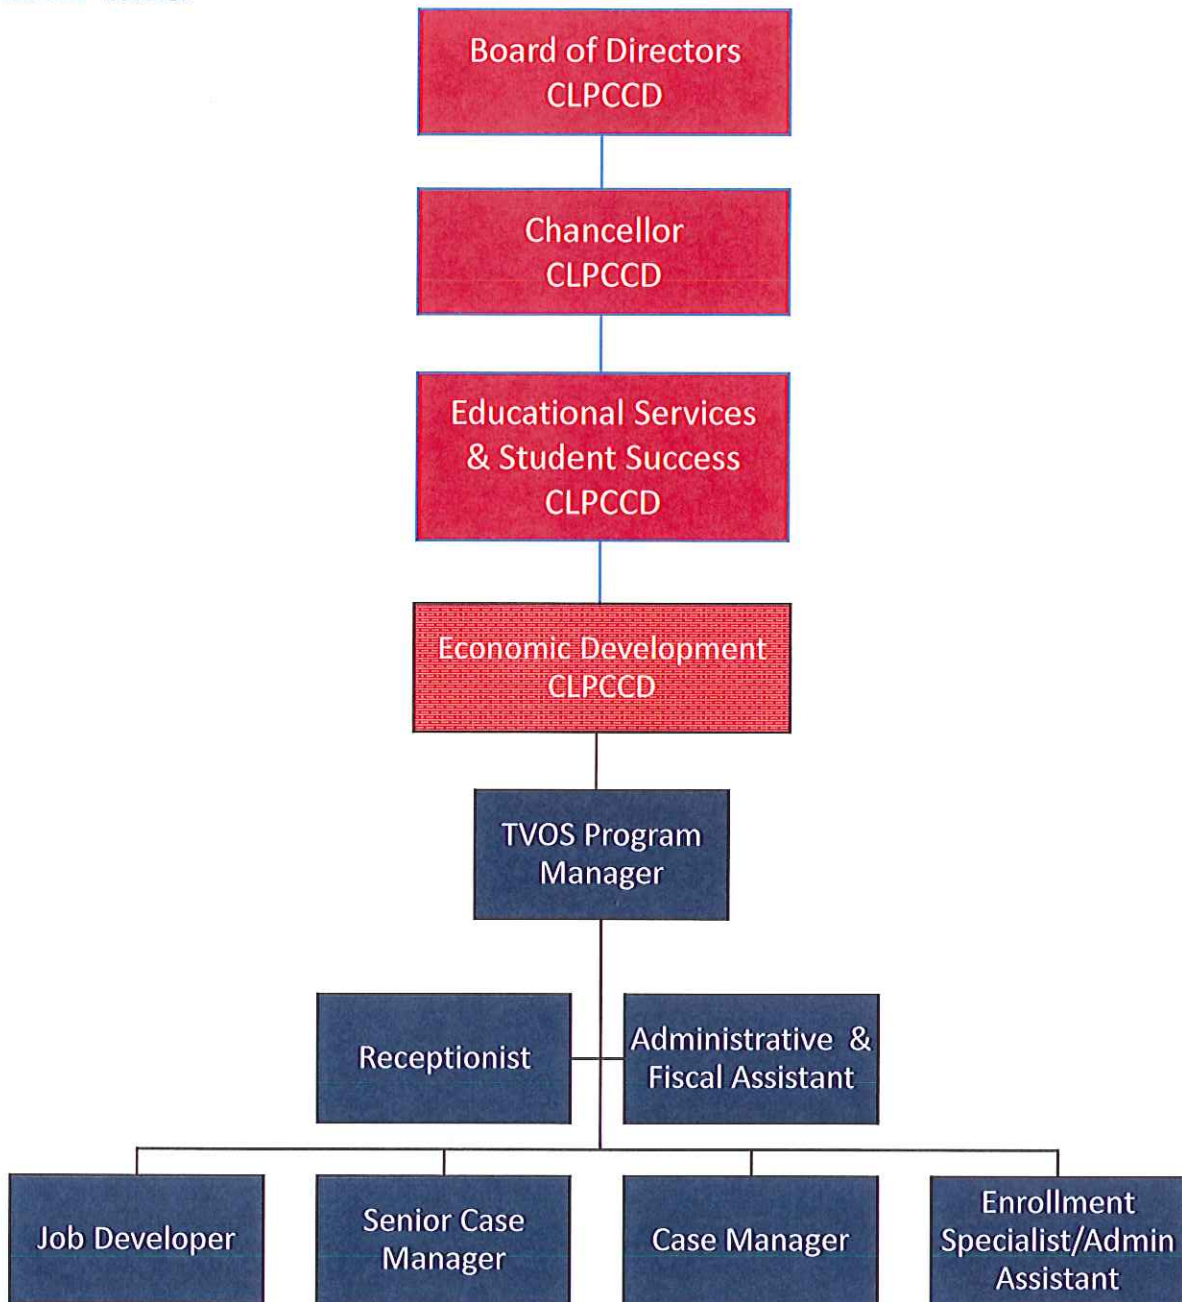 Board of Directors
CLPCCD
Chancellor
CLPCCD
Educational Services
& Student Success
CLPCCD
Economic Development
CLPCCD
TVOS Program
Manager
Receptionist
Administrative &
Fiscal Assistant
Job Developer
Senior Case
Manager
Case Manager
Enrollment
Specialist/Admin
Assistant